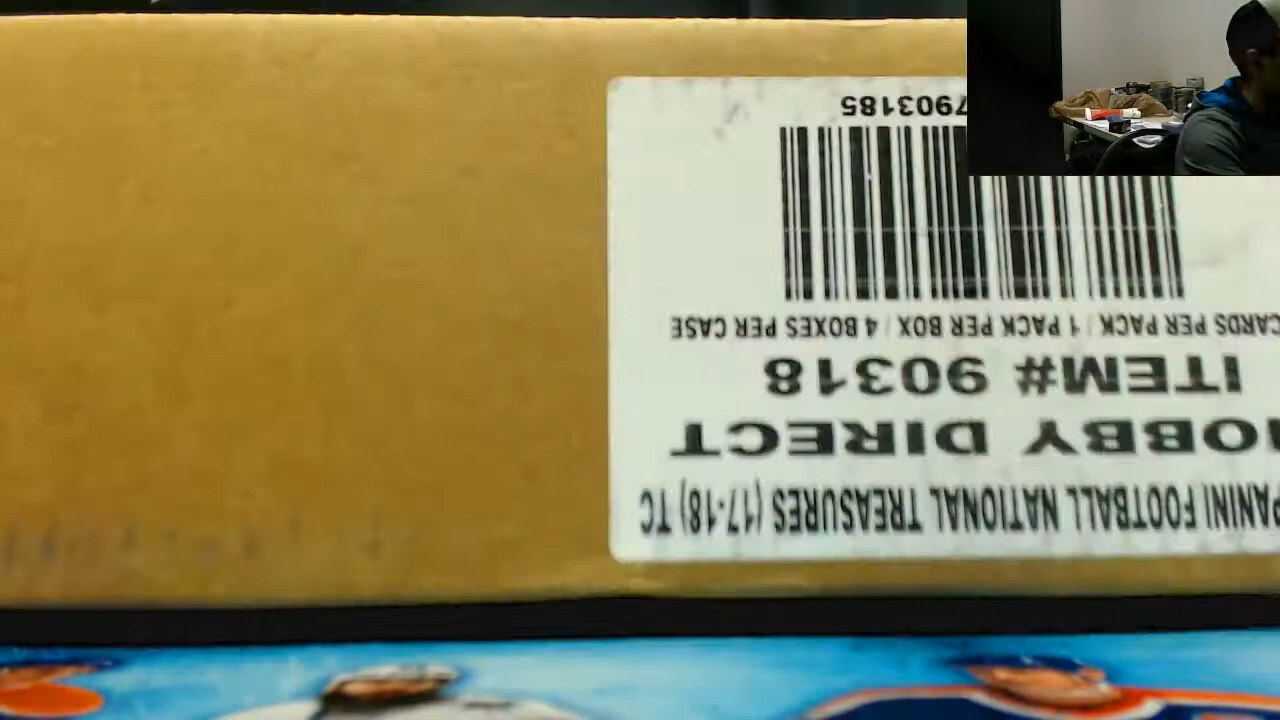 PANINI FOOTBALL NATIONAL TREASURES (17-18) TC
HOBBY DIRECT
ITEM# 90318
CARDS PER PACK / 1 PACK PER BOX / 4 BOXES PER CASE
7903185